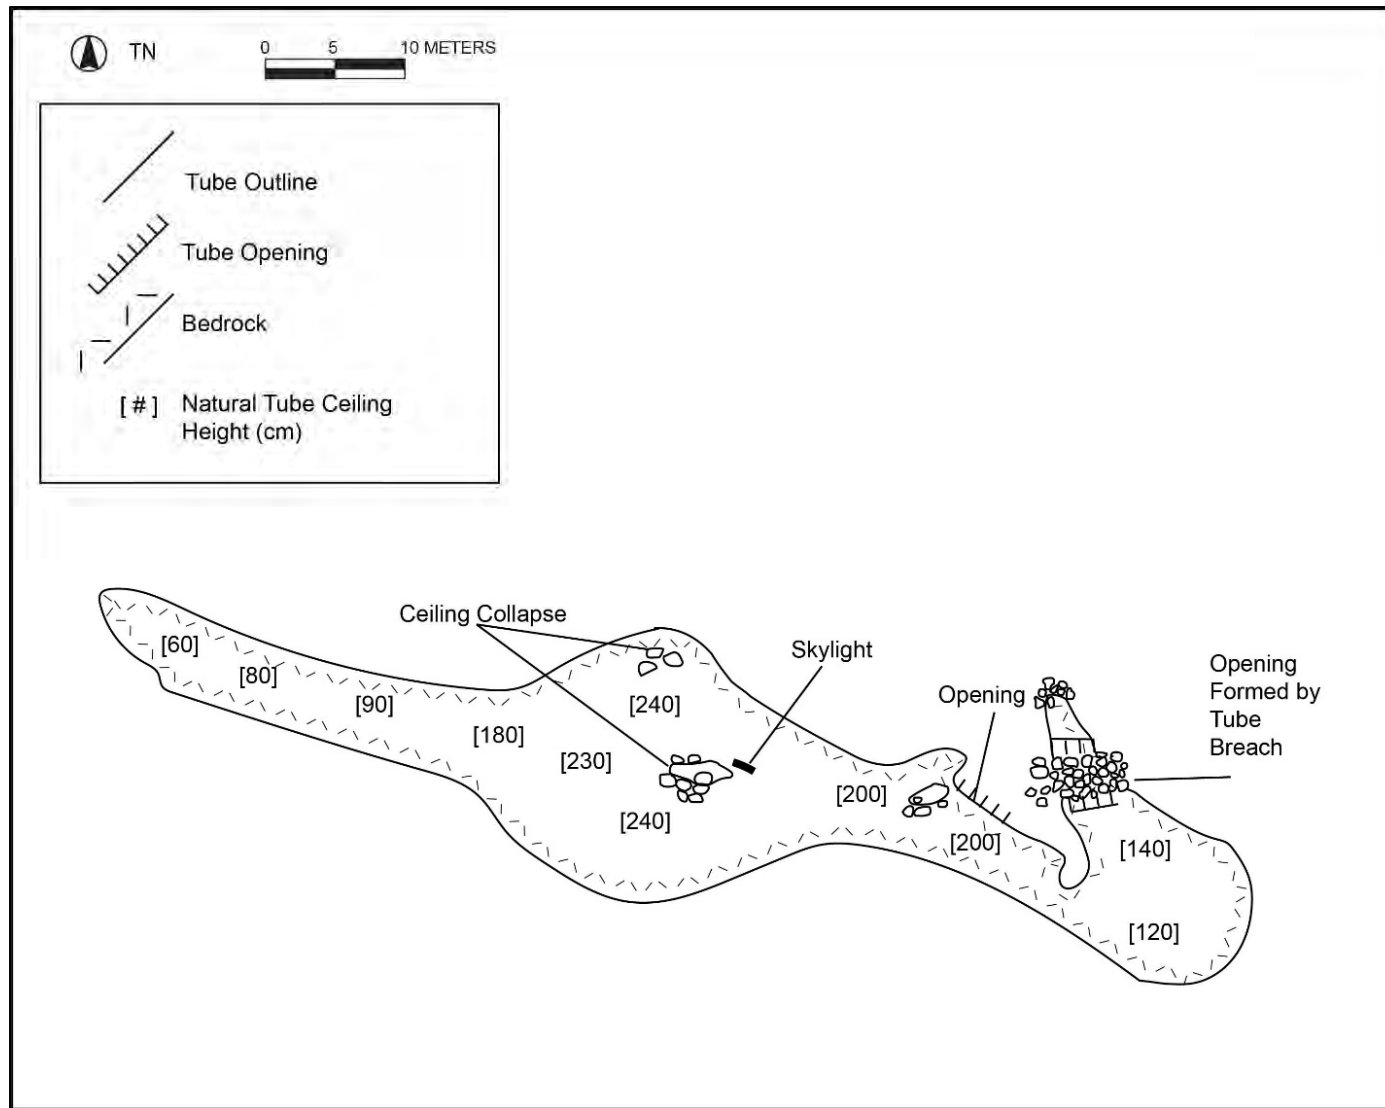 TN
0 5 10 METERS
Tube Outline
Tube Opening
Bedrock
[#] Natural Tube Ceiling
Height (cm)
Ceiling Collapse
Skylight
Opening
Opening
Formed by
Tube
Breach
[60]
[80]
[90]
[180]
[230]
[240]
[240]
[200]
[200]
[140]
[120]